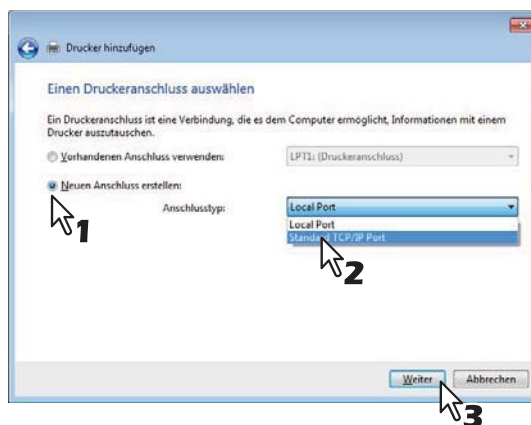 Drucker hinzufügen
Einen Druckeranschluss auswählen
Ein Druckeranschluss ist eine Verbindung, die es dem Computer ermöglicht, Informationen mit einem
Drucker auszutauschen.
Vorhandenen Anschluss verwenden: LPT1: (Druckeranschluss)
Neuen Anschluss erstellen:
1
Anschlusstyp: Local Port
Local Port
Standard TCP/IP Port
2
Weiter Abbrechen
3